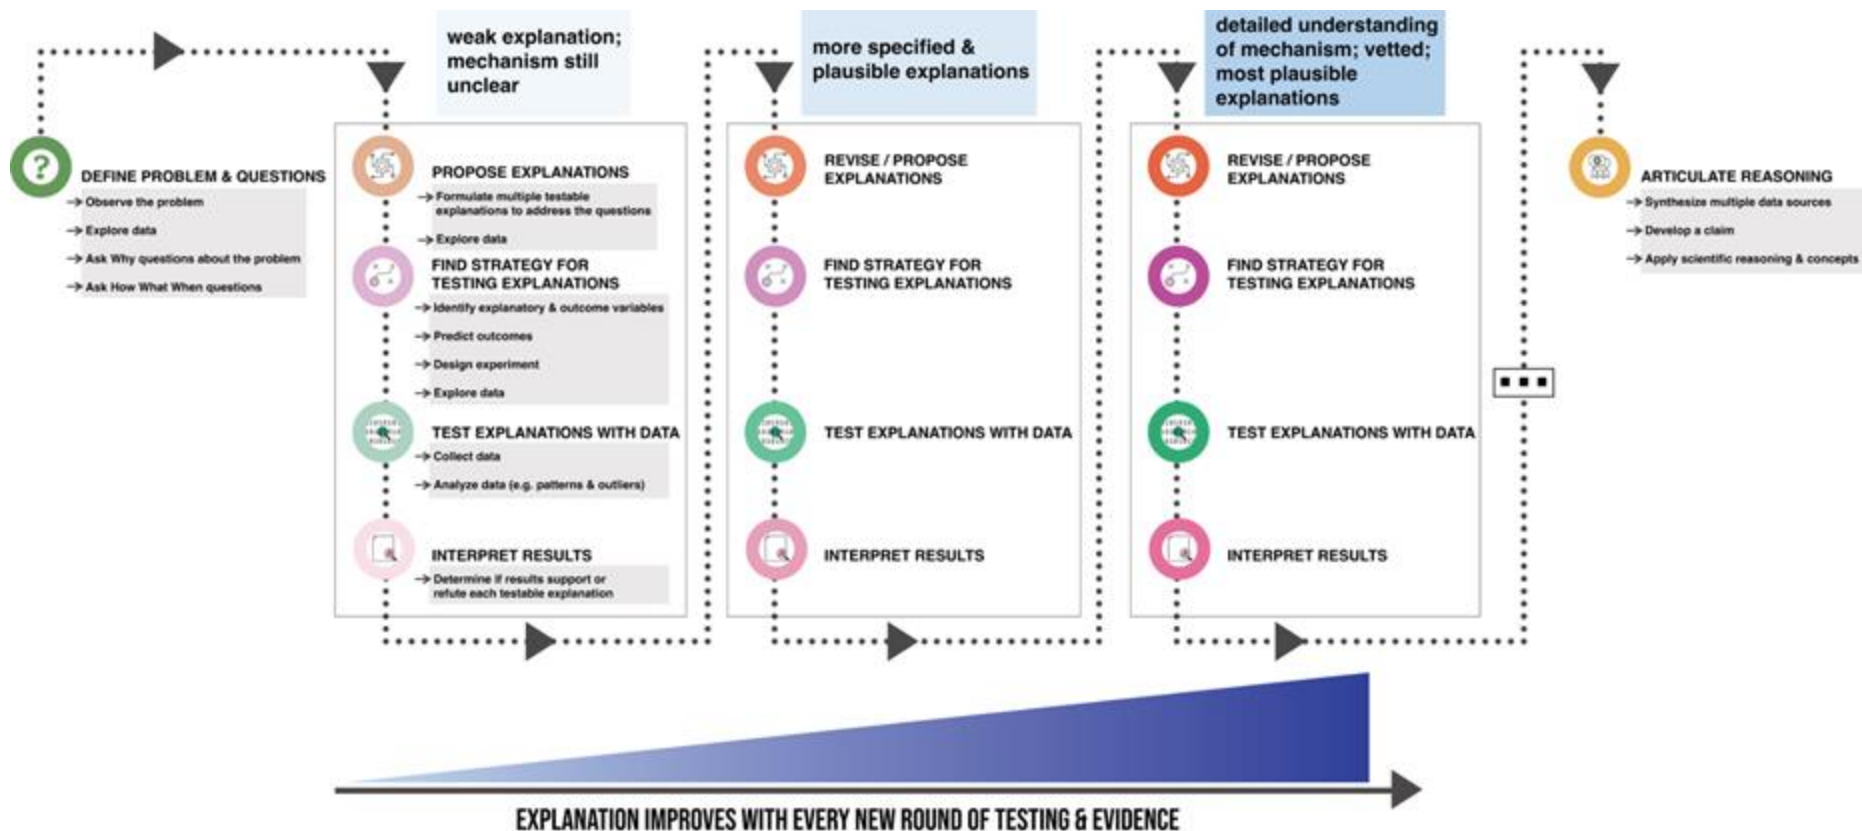 DEFINE PROBLEM & QUESTIONS
→ Observe the problem
→ Explore data
→ Ask Why questions about the problem
→ Ask How What When questions
weak explanation;
mechanism still
unclear
PROPOSE EXPLANATIONS
→ Formulate multiple testable
explanations to address the questions
→ Explore data
FIND STRATEGY FOR
TESTING EXPLANATIONS
→ Identify explanatory & outcome variables
→ Predict outcomes
→ Design experiment
→ Explore data
TEST EXPLANATIONS WITH DATA
→ Collect data
→ Analyze data (e.g. patterns & outliers)
INTERPRET RESULTS
→ Determine if results support or
refute each testable explanation
more specified &
plausible explanations
REVISE / PROPOSE
EXPLANATIONS
FIND STRATEGY FOR
TESTING EXPLANATIONS
TEST EXPLANATIONS WITH DATA
INTERPRET RESULTS
detailed understanding
of mechanism; vetted;
most plausible
explanations
REVISE / PROPOSE
EXPLANATIONS
FIND STRATEGY FOR
TESTING EXPLANATIONS
TEST EXPLANATIONS WITH DATA
INTERPRET RESULTS
ARTICULATE REASONING
→ Synthesize multiple data sources
→ Develop a claim
→ Apply scientific reasoning & concepts
EXPLANATION IMPROVES WITH EVERY NEW ROUND OF TESTING & EVIDENCE